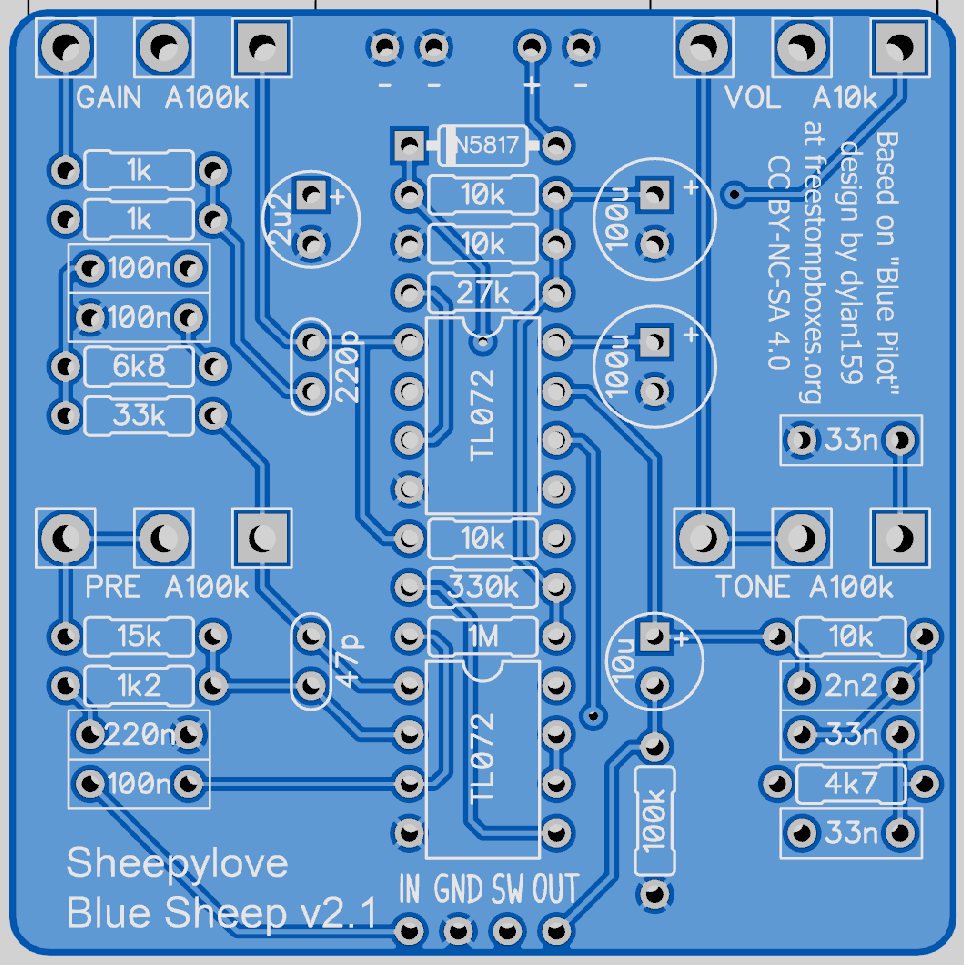 - - + -
GAIN A100k
VOL A10k
N5817
1k
10k
1k
2u2
+
100u
+
10k
100n
27k
100n
220p
TL072
100u
+
6k8
33k
Based on "Blue Pilot"
design by dylan159
at freestompboxes.org
CC BY-NC-SA 4.0
33n
10k
PRE A100k
330k
TONE A100k
15k
47p
1M
10u
+
10k
1k2
2n2
220n
TL072
33n
100n
100k
4k7
33n
Sheepylove
Blue Sheep v2.1
IN GND SW OUT